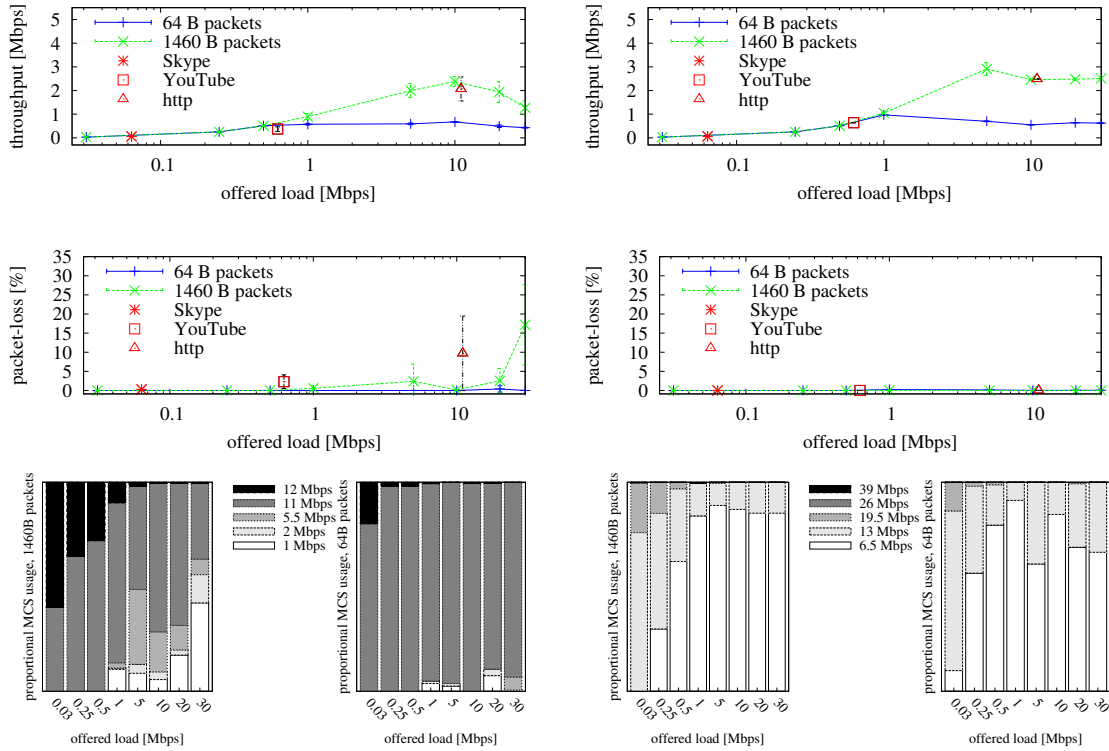 throughput [Mbps]
5
4
3
2
1
0
64 B packets
1460 B packets
Skype
YouTube
http
0.1
1
10
offered load [Mbps]
throughput [Mbps]
5
4
3
2
1
0
64 B packets
1460 B packets
Skype
YouTube
http
0.1
1
10
offered load [Mbps]
packet-loss [%]
35
30
25
20
15
10
5
0
64 B packets
1460 B packets
Skype
YouTube
http
0.1
1
10
offered load [Mbps]
packet-loss [%]
35
30
25
20
15
10
5
0
64 B packets
1460 B packets
Skype
YouTube
http
0.1
1
10
offered load [Mbps]
proportional MCS usage, 1460B packets
0.03
0.25
0.5
1
5
10
20
30
offered load [Mbps]
12 Mbps
11 Mbps
5.5 Mbps
2 Mbps
1 Mbps
proportional MCS usage, 64B packets
0.03
0.25
0.5
1
5
10
20
30
offered load [Mbps]
proportional MCS usage, 1460B packets
0.03
0.25
0.5
1
5
10
20
30
offered load [Mbps]
39 Mbps
26 Mbps
19.5 Mbps
13 Mbps
6.5 Mbps
proportional MCS usage, 64B packets
0.03
0.25
0.5
1
5
10
20
30
offered load [Mbps]